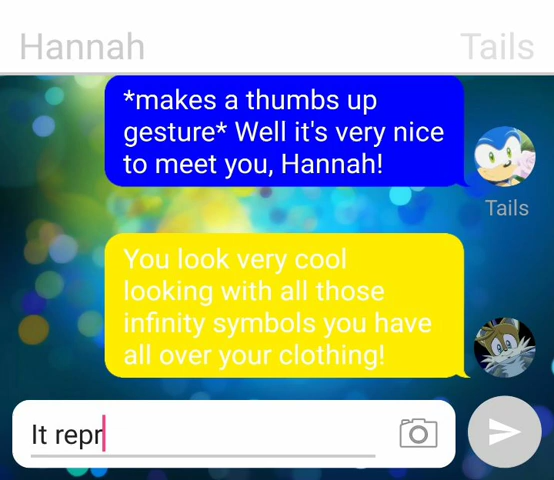 Hannah Tails
*makes a thumbs up
gesture* Well it's very nice
to meet you, Hannah!
Tails
You look very cool
looking with all those
infinity symbols you have
all over your clothing!
It repr